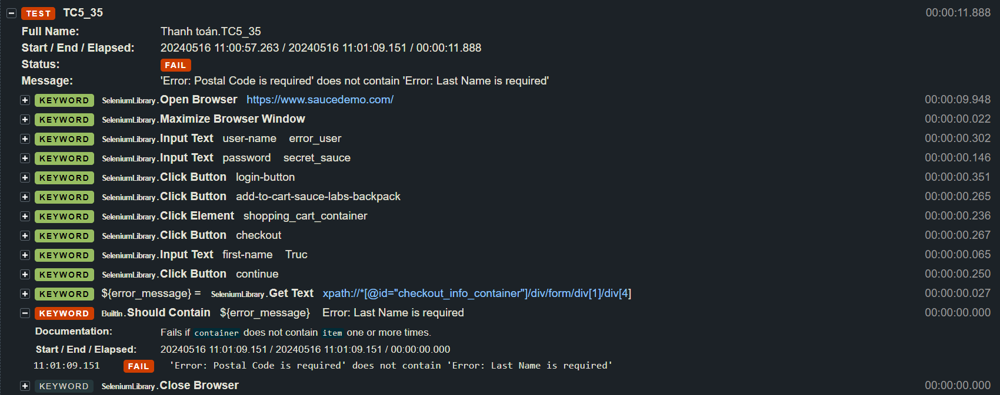 TEST TC5_35 00:00:11.888
Full Name: Thanh toán.TC5_35
Start / End / Elapsed: 20240516 11:00:57.263 / 20240516 11:01:09.151 / 00:00:11.888
Status: FAIL
Message: 'Error: Postal Code is required' does not contain 'Error: Last Name is required'
KEYWORD SeleniumLibrary.Open Browser https://www.saucedemo.com/ 00:00:09.948
KEYWORD SeleniumLibrary.Maximize Browser Window 00:00:00.022
KEYWORD SeleniumLibrary.Input Text user-name error_user 00:00:00.302
KEYWORD SeleniumLibrary.Input Text password secret_sauce 00:00:00.146
KEYWORD SeleniumLibrary.Click Button login-button 00:00:00.351
KEYWORD SeleniumLibrary.Click Button add-to-cart-sauce-labs-backpack 00:00:00.265
KEYWORD SeleniumLibrary.Click Element shopping_cart_container 00:00:00.236
KEYWORD SeleniumLibrary.Click Button checkout 00:00:00.267
KEYWORD SeleniumLibrary.Input Text first-name Truc 00:00:00.065
KEYWORD SeleniumLibrary.Click Button continue 00:00:00.250
KEYWORD ${error_message} = SeleniumLibrary.Get Text xpath://*[@id="checkout_info_container"]/div/form/div[1]/div[4] 00:00:00.027
KEYWORD BuiltIn.Should Contain ${error_message} Error: Last Name is required 00:00:00.000
Documentation: Fails if container does not contain item one or more times.
Start / End / Elapsed: 20240516 11:01:09.151 / 20240516 11:01:09.151 / 00:00:00.000
11:01:09.151 FAIL 'Error: Postal Code is required' does not contain 'Error: Last Name is required'
KEYWORD SeleniumLibrary.Close Browser 00:00:00.000